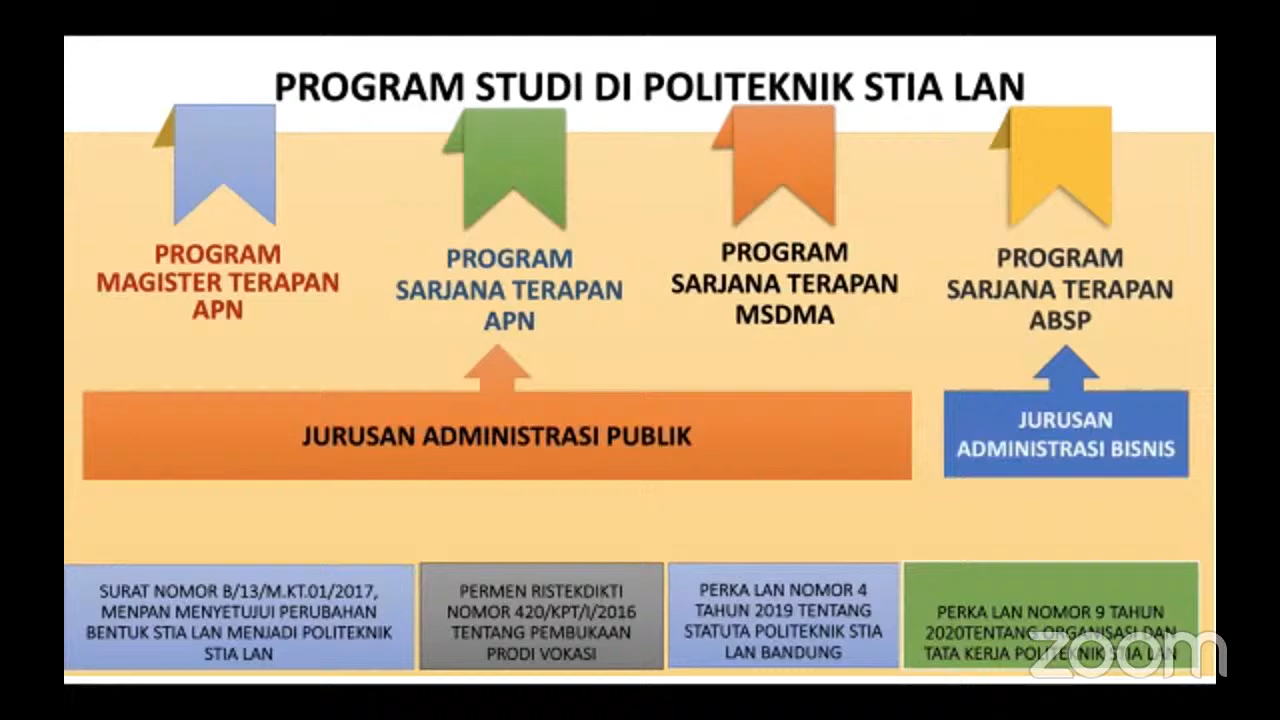 PROGRAM STUDI DI POLITEKNIK STIA LAN
PROGRAM
MAGISTER TERAPAN
APN
PROGRAM
SARJANA TERAPAN
APN
PROGRAM
SARJANA TERAPAN
MSDMA
PROGRAM
SARJANA TERAPAN
ABSP
JURUSAN ADMINISTRASI PUBLIK
JURUSAN
ADMINISTRASI BISNIS
SURAT NOMOR B/13/M.KT.01/2017,
MENPAN MENYETUJUI PERUBAHAN
BENTUK STIA LAN MENJADI POLITEKNIK
STIA LAN
PERMEN RISTEKDIKTI
NOMOR 420/KPT/I/2016
TENTANG PEMBUKAAN
PRODI VOKASI
PERKA LAN NOMOR 4
TAHUN 2019 TENTANG
STATUTA POLITEKNIK STIA
LAN BANDUNG
PERKA LAN NOMOR 9 TAHUN
2020TENTANG ORGANISASI DAN
TATA KERJA POLITEKNIK STIA LAN
zoom